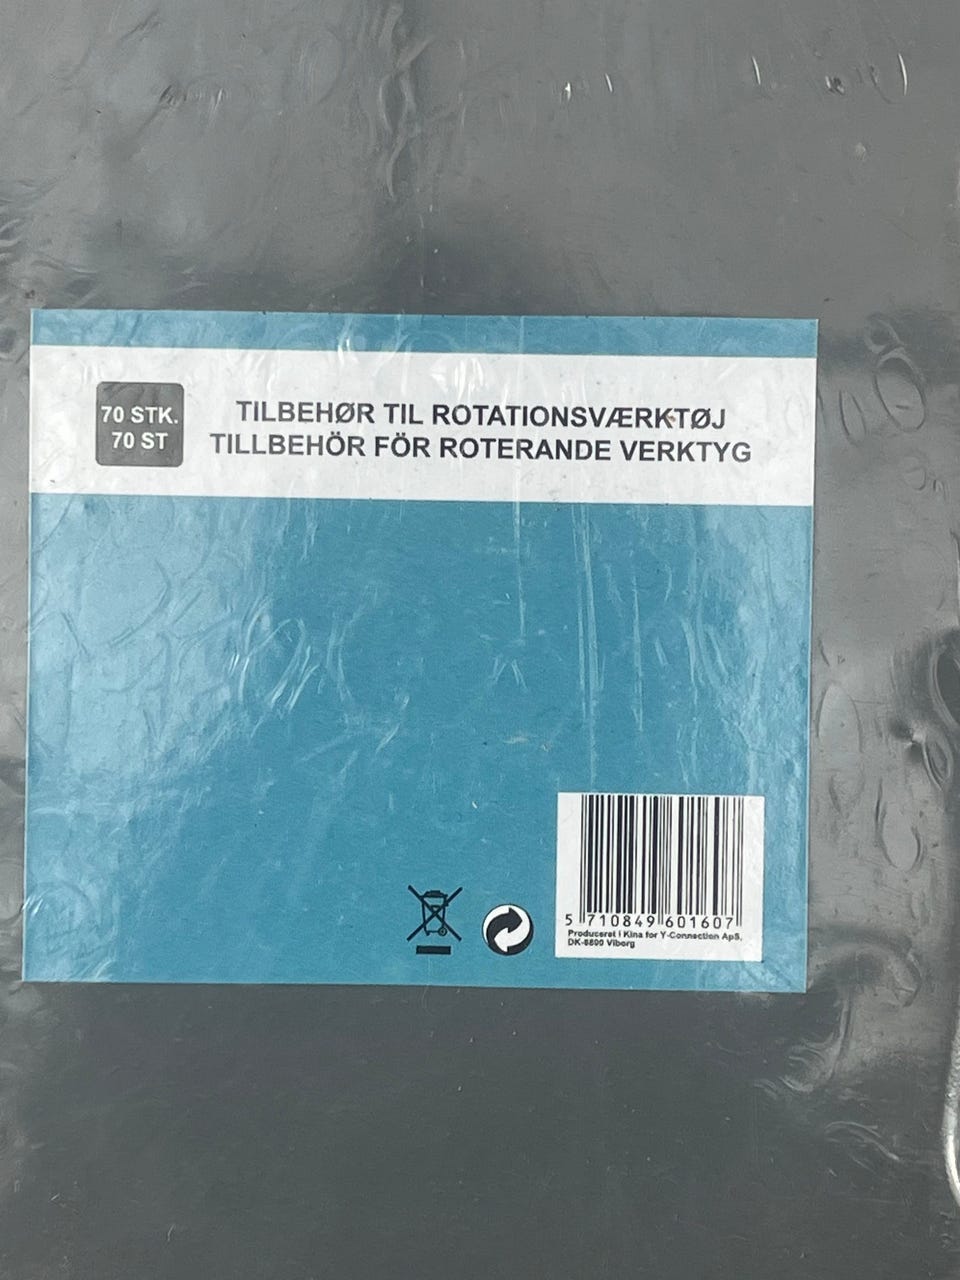 70 STK.
70 ST
TILBEHØR TIL ROTATIONSVÆRKTØJ
TILLBEHÖR FÖR ROTERANDE VERKTYG
5 710849 601607
Produceret i Kina for Y-Connection ApS,
DK-8800 Viborg